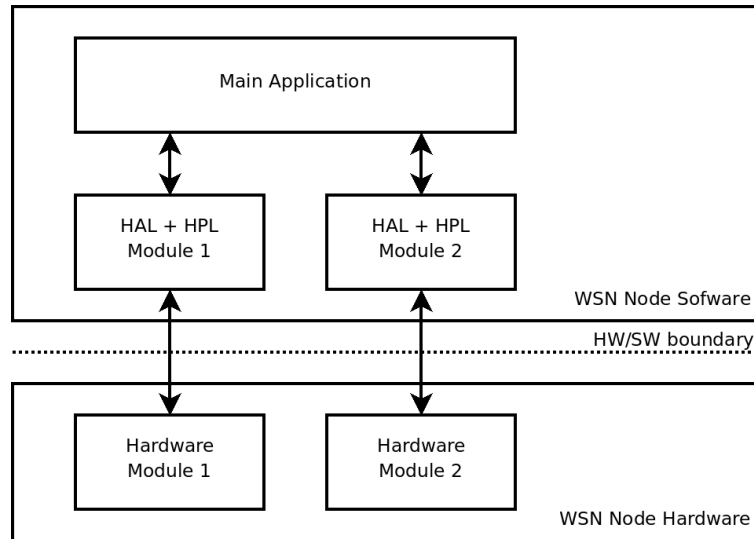 Main Application
HAL + HPL
Module 1
HAL + HPL
Module 2
WSN Node Sofware
HW/SW boundary
Hardware
Module 1
Hardware
Module 2
WSN Node Hardware